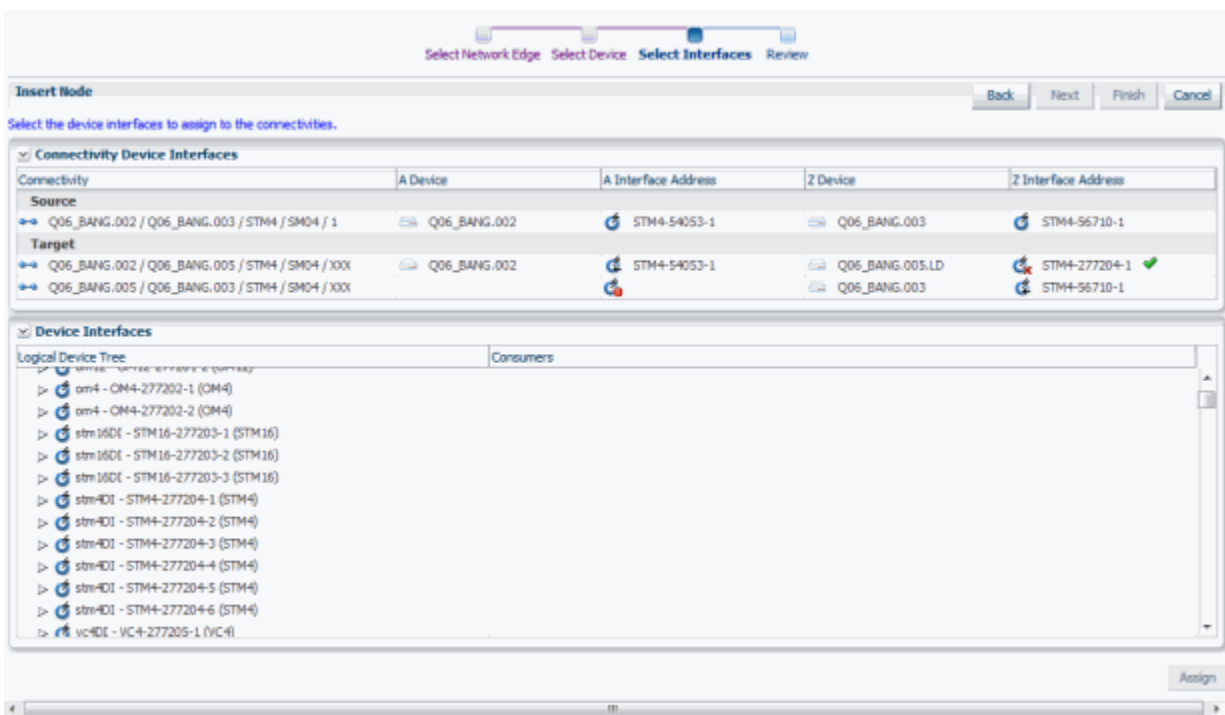 Select Network Edge Select Device Select Interfaces Review
Insert Node Back Next Finish Cancel
Select the device interfaces to assign to the connectivities.
Connectivity Device Interfaces
Connectivity A Device A Interface Address Z Device Z Interface Address
Source
Q06_BANG.002 / Q06_BANG.003 / STM4 / SM04 / 1 Q06_BANG.002 STM4-54053-1 Q06_BANG.003 STM4-56710-1
Target
Q06_BANG.002 / Q06_BANG.005 / STM4 / SM04 / XXX Q06_BANG.002 STM4-54053-1 Q06_BANG.005.LD STM4-277204-1
Q06_BANG.005 / Q06_BANG.003 / STM4 / SM04 / XXX Q06_BANG.003 STM4-56710-1
Device Interfaces
Logical Device Tree Consumers
om12 - OM12-277201-2 (OM12)
om4 - OM4-277202-1 (OM4)
om4 - OM4-277202-2 (OM4)
stm16DI - STM16-277203-1 (STM16)
stm16DI - STM16-277203-2 (STM16)
stm16DI - STM16-277203-3 (STM16)
stm4DI - STM4-277204-1 (STM4)
stm4DI - STM4-277204-2 (STM4)
stm4DI - STM4-277204-3 (STM4)
stm4DI - STM4-277204-4 (STM4)
stm4DI - STM4-277204-5 (STM4)
stm4DI - STM4-277204-6 (STM4)
vc4DI - VC4-277205-1 (VC4)
Assign